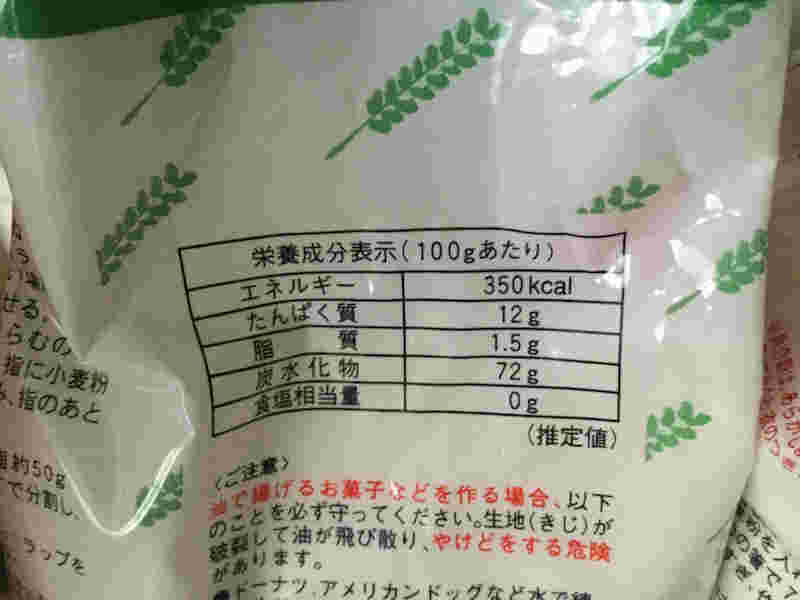 栄養成分表示(100gあたり)
エネルギー 350kcal
たんぱく質 12g
脂質 1.5g
炭水化物 72g
食塩相当量 0g
(推定値)
〈ご注意〉
油で揚げるお菓子などを作る場合、以下
のことを必ず守ってください。生地(きじ)が
破裂して油が飛び散り、やけどをする危険
があります。
●ドーナツ、アメリカンドッグなど水で
せる
らむの
指に小麦粉
、指のあと
約50g
で分割し、
ラップを